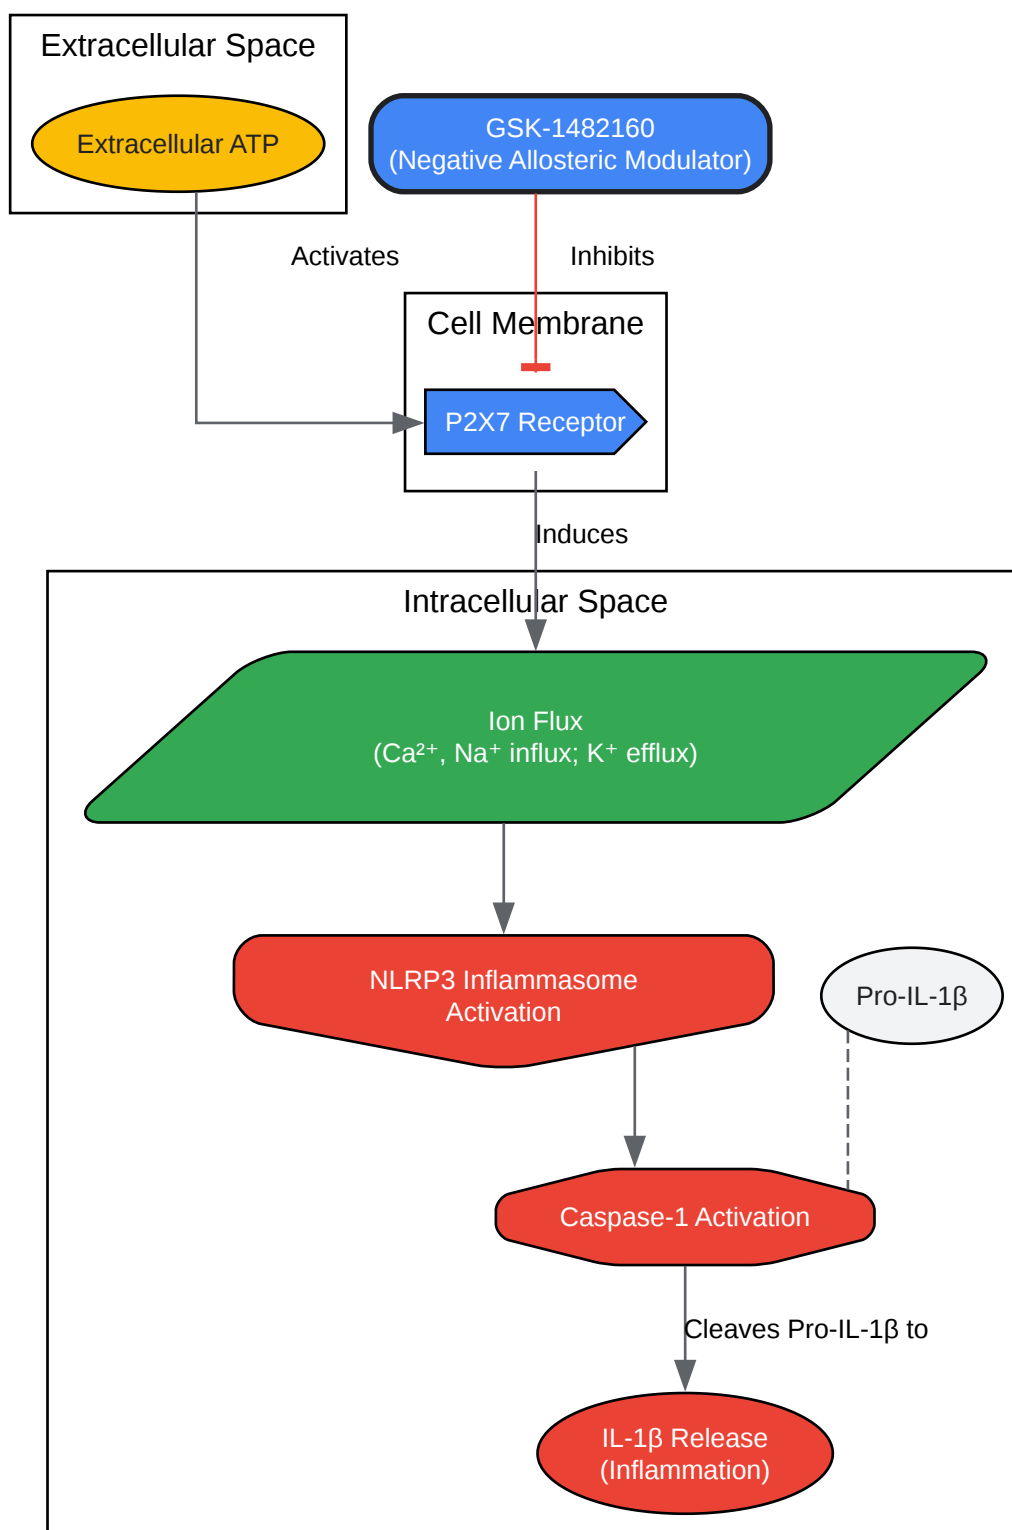 Extracellular Space
Extracellular ATP
GSK-1482160
(Negative Allosteric Modulator)
Activates
Inhibits
Cell Membrane
P2X7 Receptor
Induces
Intracellular Space
Ion Flux
(Ca²⁺, Na⁺ influx; K⁺ efflux)
NLRP3 Inflammasome
Activation
Pro-IL-1β
Caspase-1 Activation
Cleaves Pro-IL-1β to
IL-1β Release
(Inflammation)